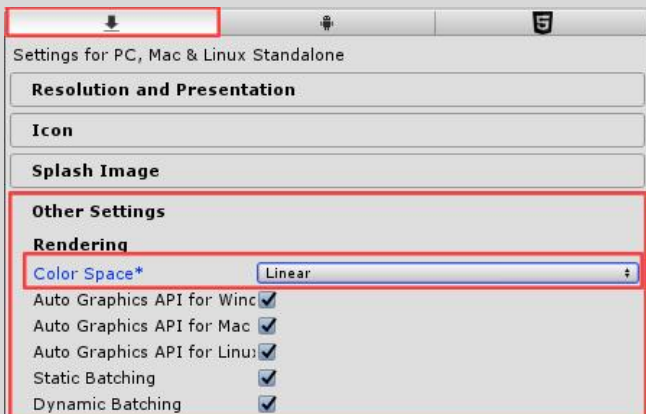 Settings for PC, Mac & Linux Standalone
Resolution and Presentation
Icon
Splash Image
Other Settings
Rendering
Color Space* Linear
Auto Graphics API for Winc
Auto Graphics API for Mac
Auto Graphics API for Linu
Static Batching
Dynamic Batching